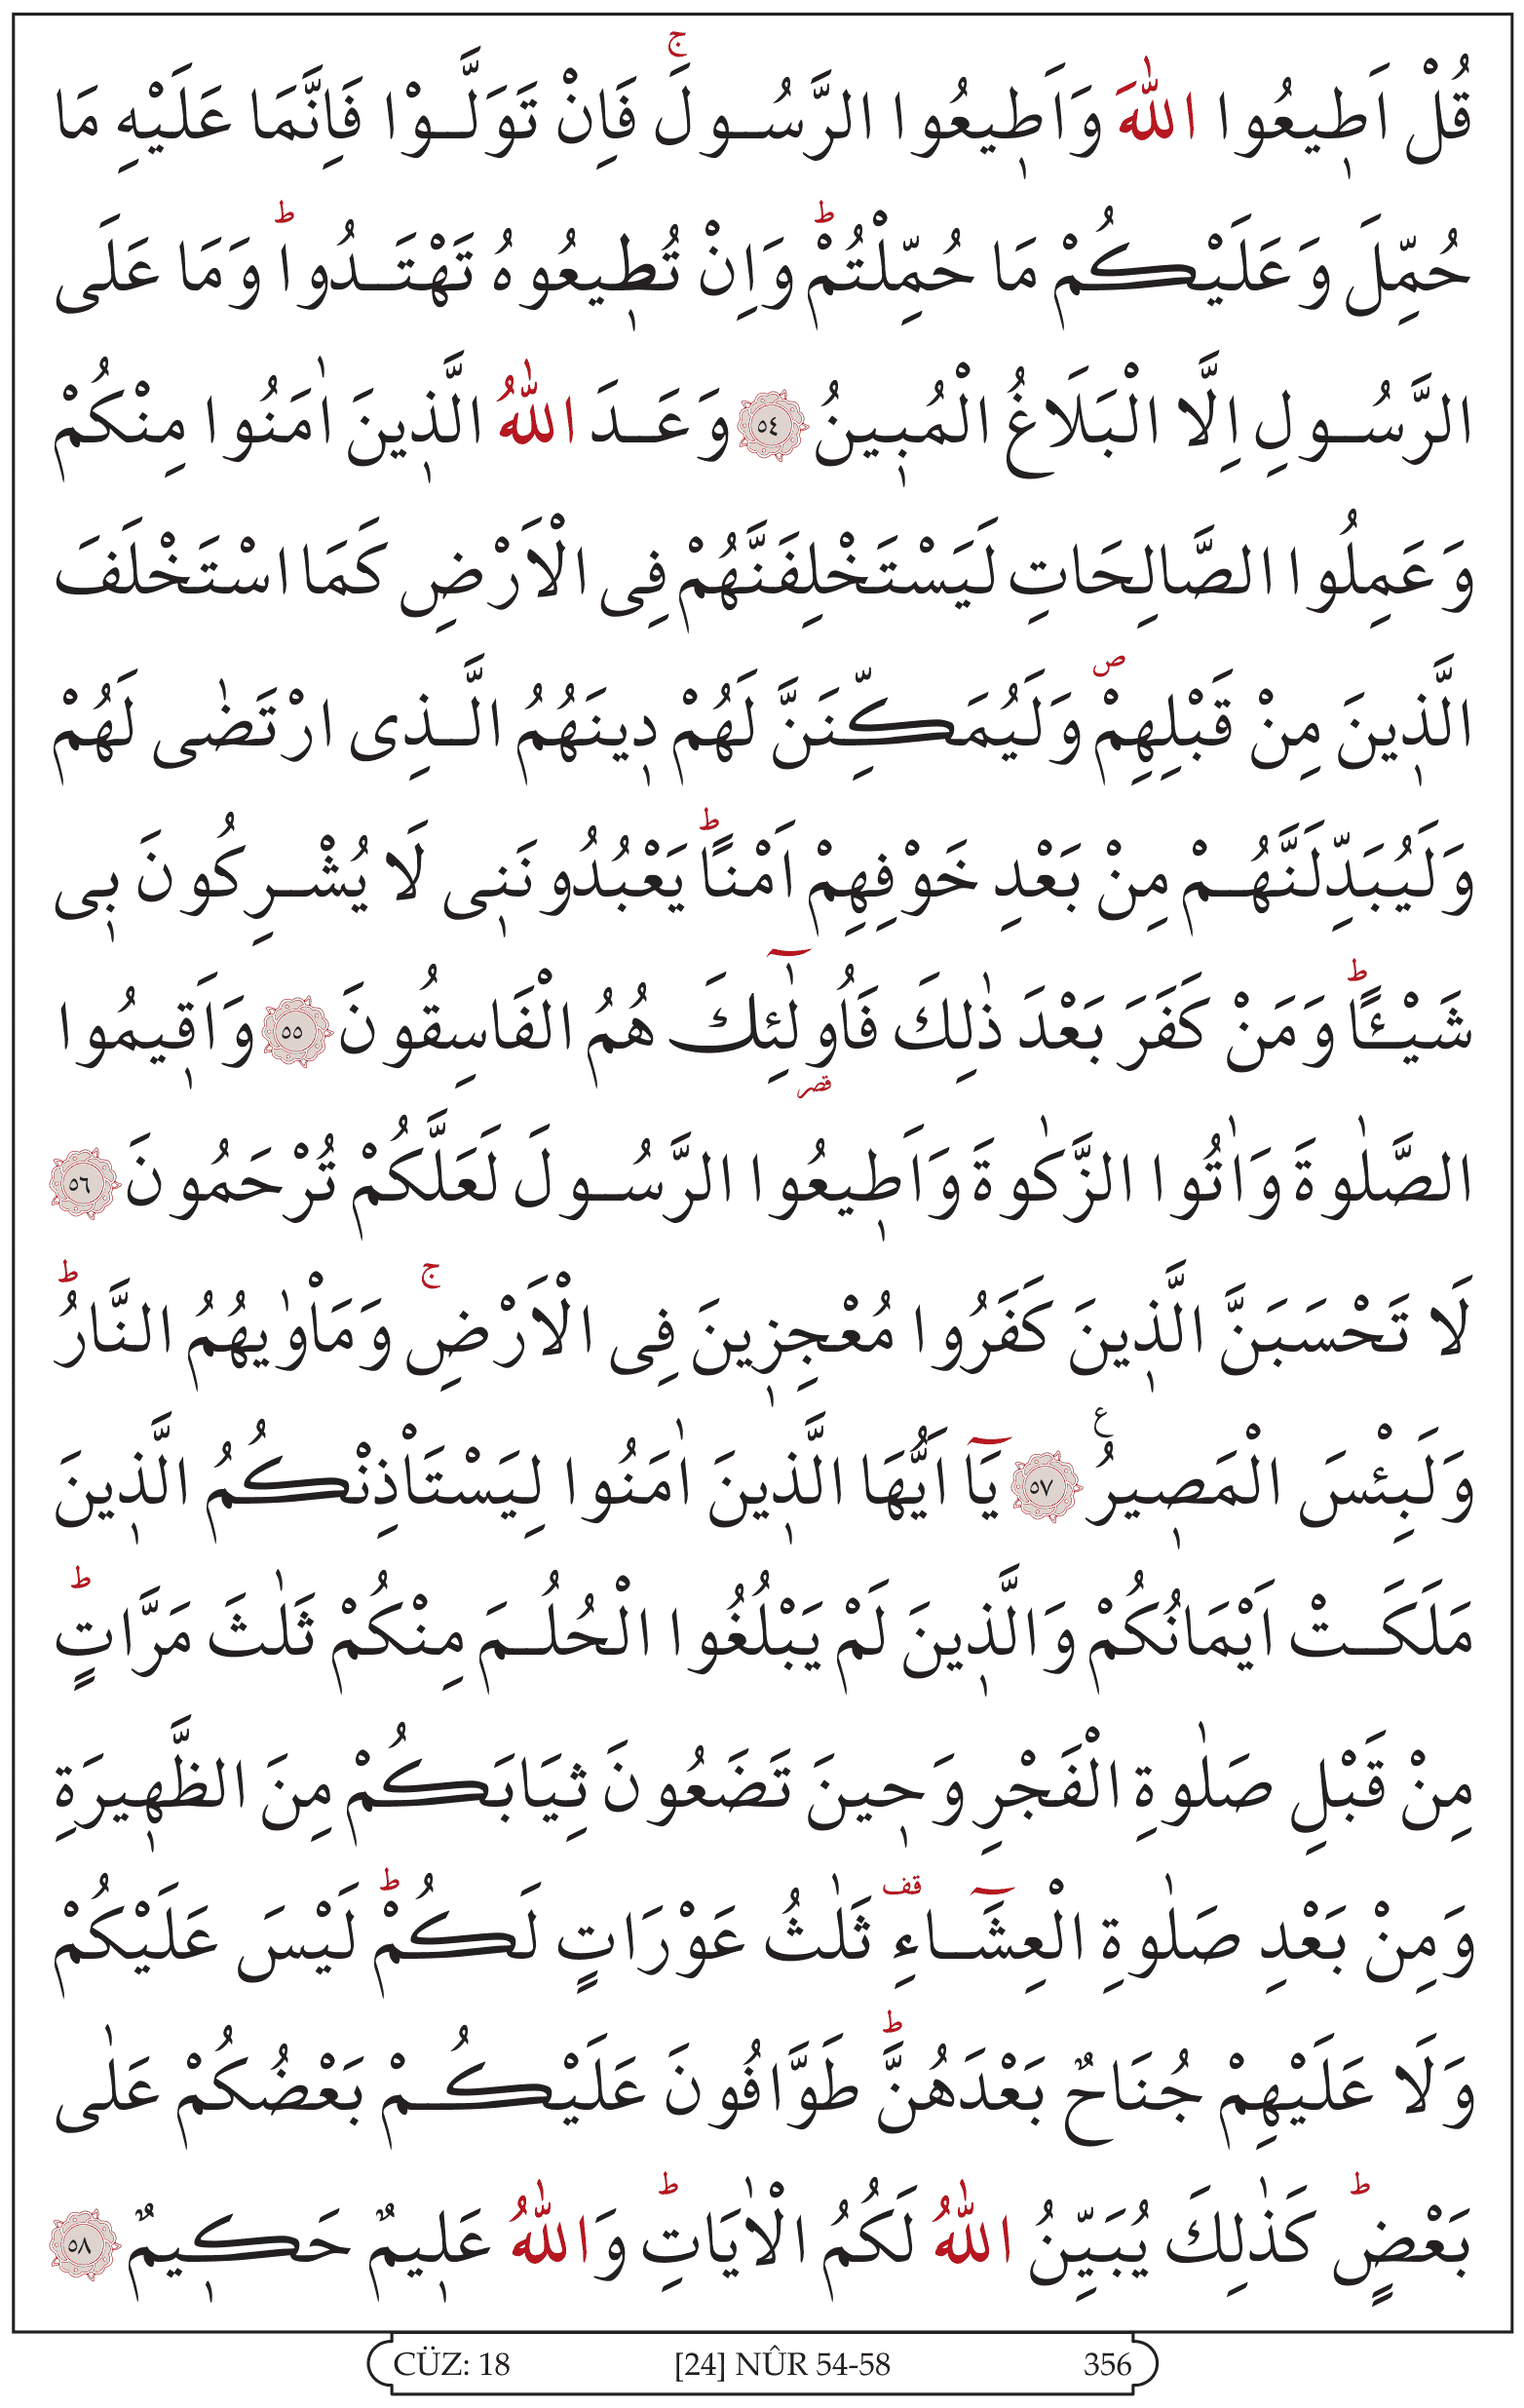 قُلْ اَط۪يعُوا اللّٰهَ وَاَط۪يعُوا الرَّسُولَۚ فَاِنْ تَوَلَّوْا فَاِنَّمَا عَلَيْهِ مَا
حُمِّلَ وَعَلَيْكُمْ مَا حُمِّلْتُمْۜ وَاِنْ تُط۪يعُوهُ تَهْتَدُواۜ وَمَا عَلَى
الرَّسُولِ اِلَّا الْبَلَاغُ الْمُب۪ينُ ٥٤ وَعَدَ اللّٰهُ الَّذ۪ينَ اٰمَنُوا مِنْكُمْ
وَعَمِلُوا الصَّالِحَاتِ لَيَسْتَخْلِفَنَّهُمْ فِى الْاَرْضِ كَمَا اسْتَخْلَفَ
الَّذ۪ينَ مِنْ قَبْلِهِمْۖ وَلَيُمَكِّنَنَّ لَهُمْ د۪ينَهُمُ الَّذِى ارْتَضٰى لَهُمْ
وَلَيُبَدِّلَنَّهُمْ مِنْ بَعْدِ خَوْفِهِمْ اَمْنًاۜ يَعْبُدُونَن۪ى لَا يُشْرِكُونَ ب۪ى
شَيْـًٔاۜ وَمَنْ كَفَرَ بَعْدَ ذٰلِكَ فَاُو۬لٰٓئِكَ هُمُ الْفَاسِقُونَ ٥٥ وَاَق۪يمُوا
الصَّلٰوةَ وَاٰتُوا الزَّكٰوةَ وَاَط۪يعُوا الرَّسُولَ لَعَلَّكُمْ تُرْحَمُونَ ٥٦
لَا تَحْسَبَنَّ الَّذ۪ينَ كَفَرُوا مُعْجِز۪ينَ فِى الْاَرْضِۚ وَمَأْوٰيهُمُ النَّارُۜ
وَلَبِئْسَ الْمَص۪يرُ۟ ٥٧ يَٓا اَيُّهَا الَّذ۪ينَ اٰمَنُوا لِيَسْتَأْذِنْكُمُ الَّذ۪ينَ
مَلَكَتْ اَيْمَانُكُمْ وَالَّذ۪ينَ لَمْ يَبْلُغُوا الْحُلُمَ مِنْكُمْ ثَلٰثَ مَرَّاتٍۜ
مِنْ قَبْلِ صَلٰوةِ الْفَجْرِ وَح۪ينَ تَضَعُونَ ثِيَابَكُمْ مِنَ الظَّه۪يرَةِ
وَمِنْ بَعْدِ صَلٰوةِ الْعِشَٓاءِ۠ ثَلٰثُ عَوْرَاتٍ لَكُمْۜ لَيْسَ عَلَيْكُمْ
وَلَا عَلَيْهِمْ جُنَاحٌ بَعْدَهُنَّۜ طَوَّافُونَ عَلَيْكُمْ بَعْضُكُمْ عَلٰى
بَعْضٍۜ كَذٰلِكَ يُبَيِّنُ اللّٰهُ لَكُمُ الْاٰيَاتِۜ وَاللّٰهُ عَل۪يمٌ حَك۪يمٌ ٥٨
CÜZ: 18 [24] NÛR 54-58 356